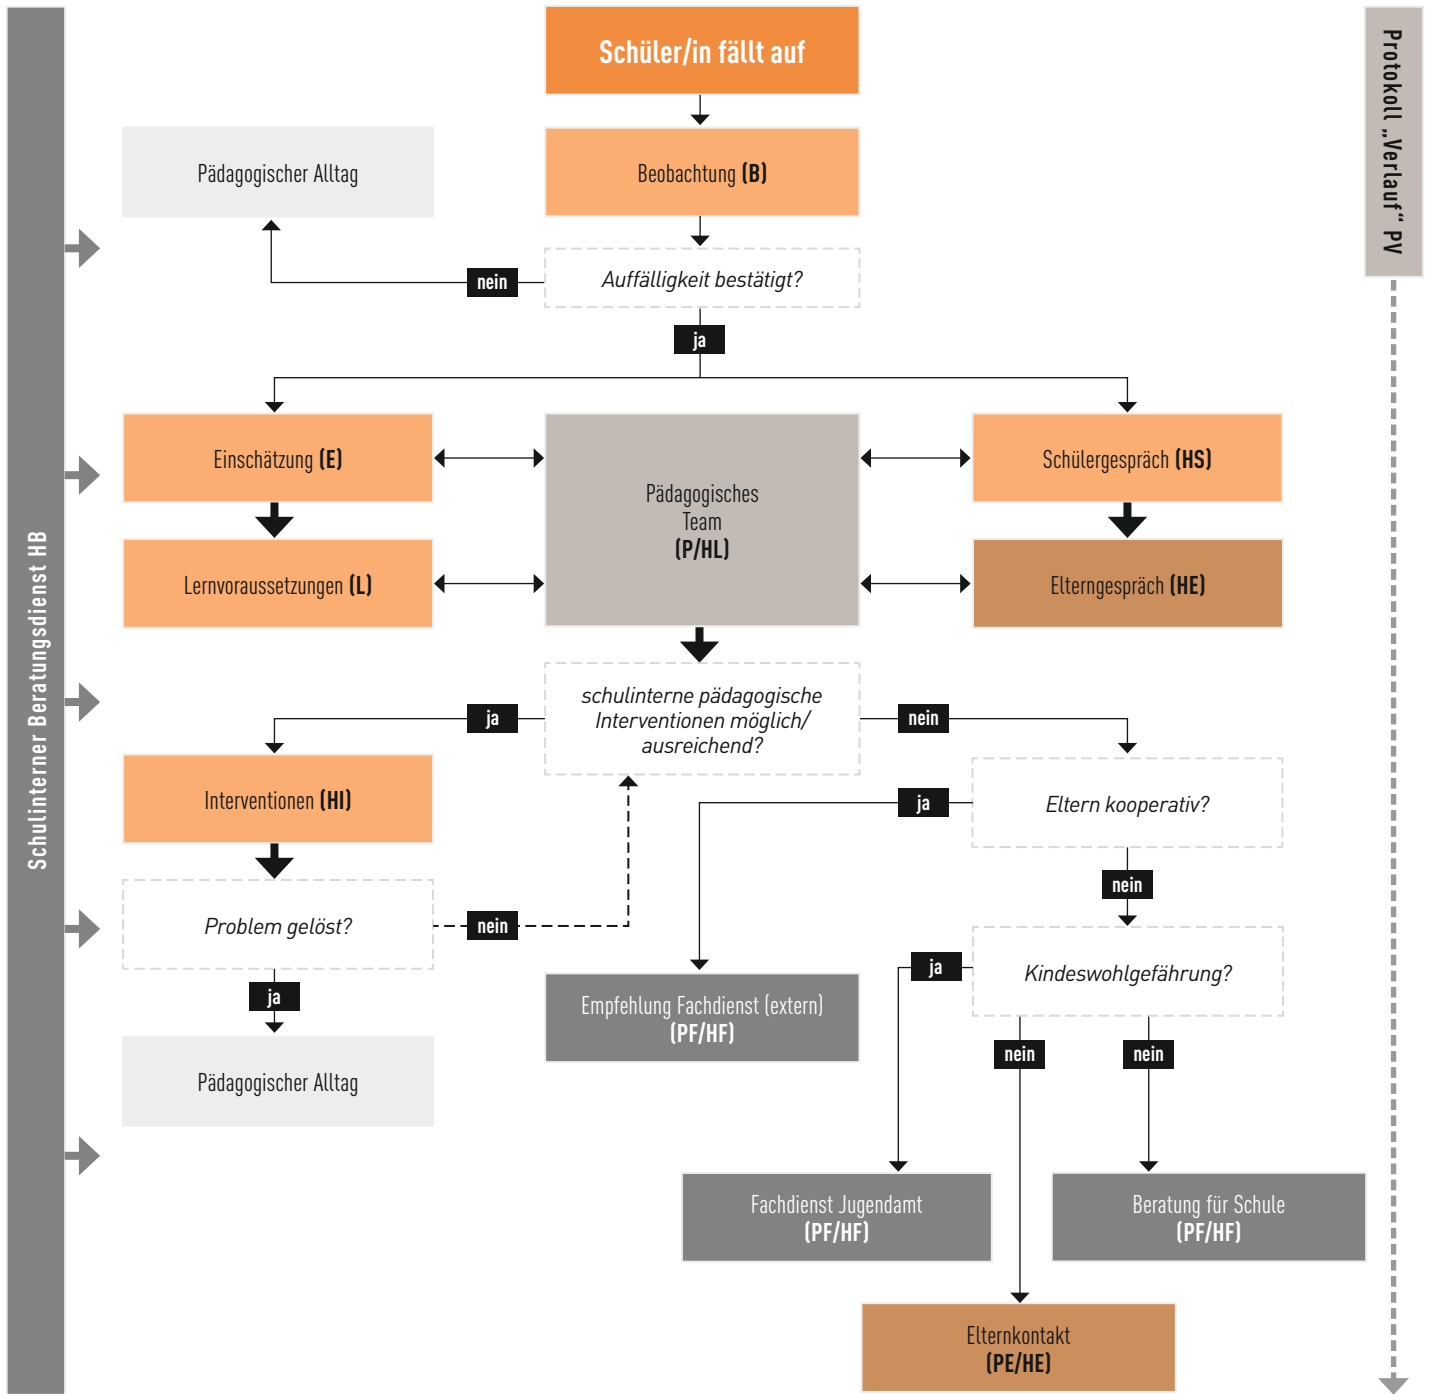 Schüler/in fällt auf
Protokoll „Verlauf“ PV
Pädagogischer Alltag
Beobachtung (B)
Auffälligkeit bestätigt?
nein
ja
Einschätzung (E)
Pädagogisches
Team
(P/HL)
Schülergespräch (HS)
Lernvoraussetzungen (L)
Elterngespräch (HE)
Schulinterner Beratungsdienst HB
schulinterne pädagogische
Interventionen möglich/
ausreichend?
ja
nein
Interventionen (HI)
ja
Eltern kooperativ?
nein
Problem gelöst?
nein
ja
Kindeswohlgefährung?
ja
Empfehlung Fachdienst (extern)
(PF/HF)
nein
nein
Pädagogischer Alltag
Fachdienst Jugendamt
(PF/HF)
Beratung für Schule
(PF/HF)
Elternkontakt
(PE/HE)